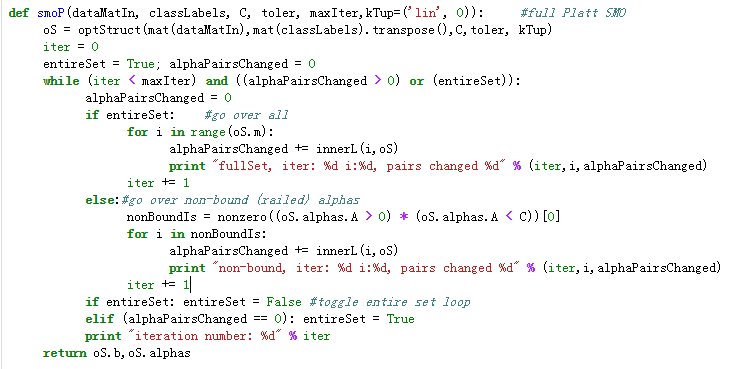 def smoP(dataMatIn, classLabels, C, toler, maxIter,kTup=('lin', 0)):    #full Platt SMO
    oS = optStruct(mat(dataMatIn),mat(classLabels).transpose(),C,toler, kTup)
    iter = 0
    entireSet = True; alphaPairsChanged = 0
    while (iter < maxIter) and ((alphaPairsChanged > 0) or (entireSet)):
        alphaPairsChanged = 0
        if entireSet:   #go over all
            for i in range(oS.m):
                alphaPairsChanged += innerL(i,oS)
                print "fullSet, iter: %d i:%d, pairs changed %d" % (iter,i,alphaPairsChanged)
            iter += 1
        else:#go over non-bound (railed) alphas
            nonBoundIs = nonzero((oS.alphas.A > 0) * (oS.alphas.A < C))[0]
            for i in nonBoundIs:
                alphaPairsChanged += innerL(i,oS)
                print "non-bound, iter: %d i:%d, pairs changed %d" % (iter,i,alphaPairsChanged)
            iter += 1
        if entireSet: entireSet = False #toggle entire set loop
        elif (alphaPairsChanged == 0): entireSet = True
        print "iteration number: %d" % iter
    return oS.b,oS.alphas